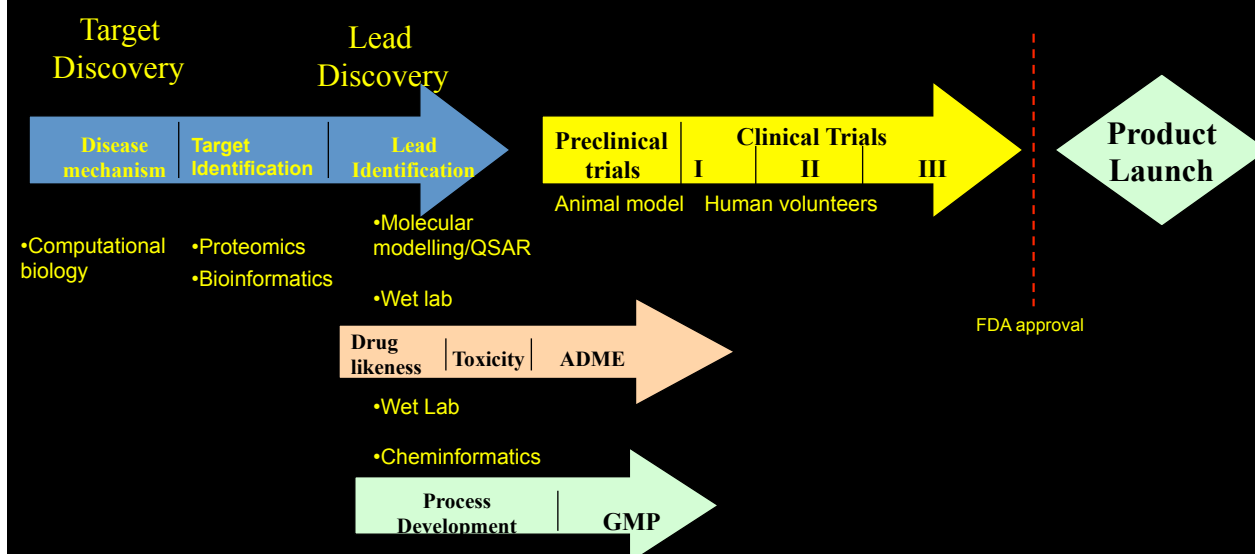 Target
Discovery
Lead
Discovery
Disease
mechanism
Target
Identification
Lead
Identification
Preclinical
trials
Clinical Trials
I
II
III
Product
Launch
Animal model
Human volunteers
•Computational
biology
•Proteomics
•Bioinformatics
•Molecular
modelling/QSAR
•Wet lab
FDA approval
Drug
likeness
Toxicity
ADME
•Wet Lab
•Cheminformatics
Process
Development
GMP